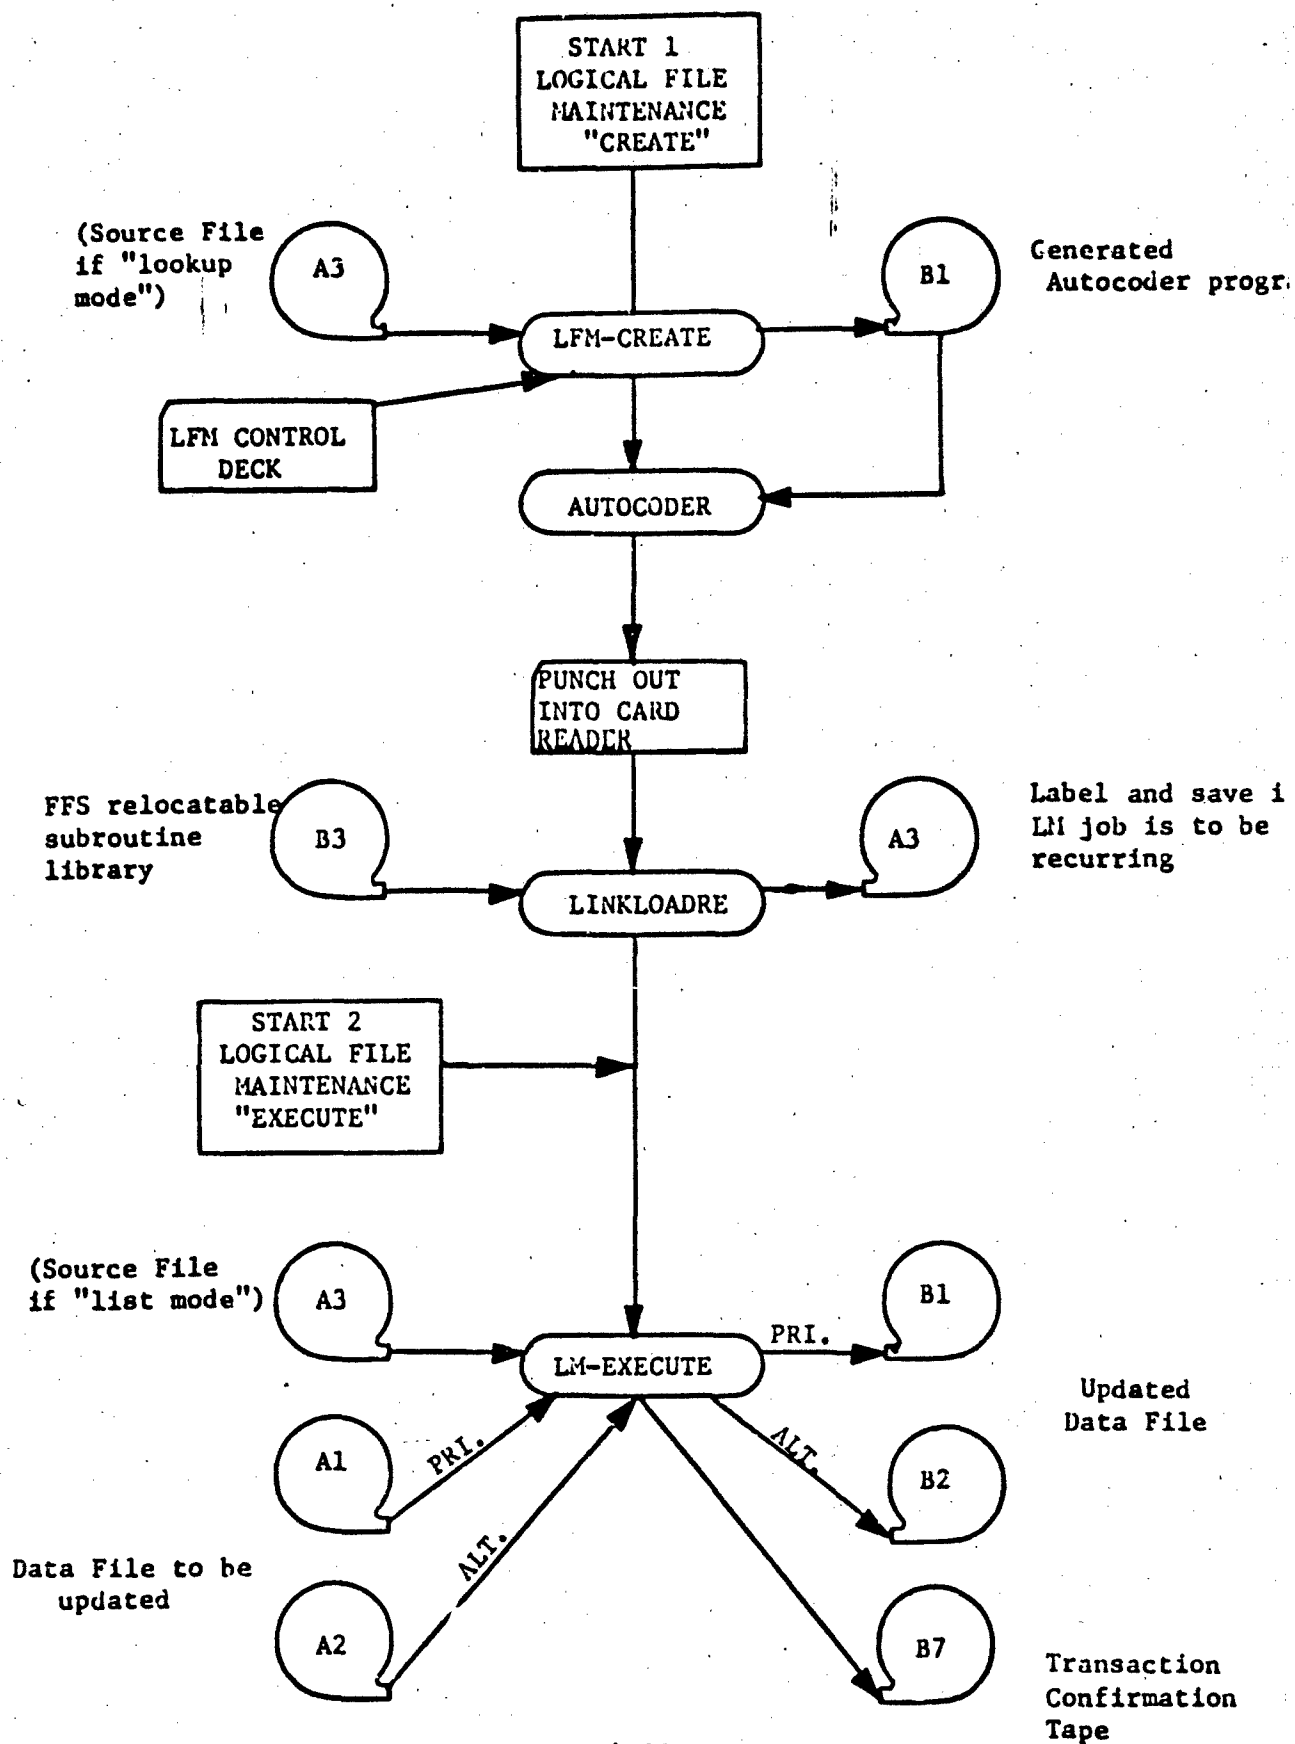 START 1
LOGICAL FILE
MAINTENANCE
"CREATE"
(Source File
if "lookup
mode")
A3
B1
Generated
Autocoder progr
LFM-CREATE
LFM CONTROL
DECK
AUTOCODER
PUNCH OUT
INTO CARD
READER
FFS relocatable
subroutine
library
B3
A3
Label and save i
LM job is to be
recurring
LINKLOADRE
START 2
LOGICAL FILE
MAINTENANCE
"EXECUTE"
(Source File
if "list mode")
A3
B1
PRI.
LM-EXECUTE
Updated
Data File
A1
PRI.
ALT.
B2
ALT.
Data File to be
updated
A2
B7
Transaction
Confirmation
Tape